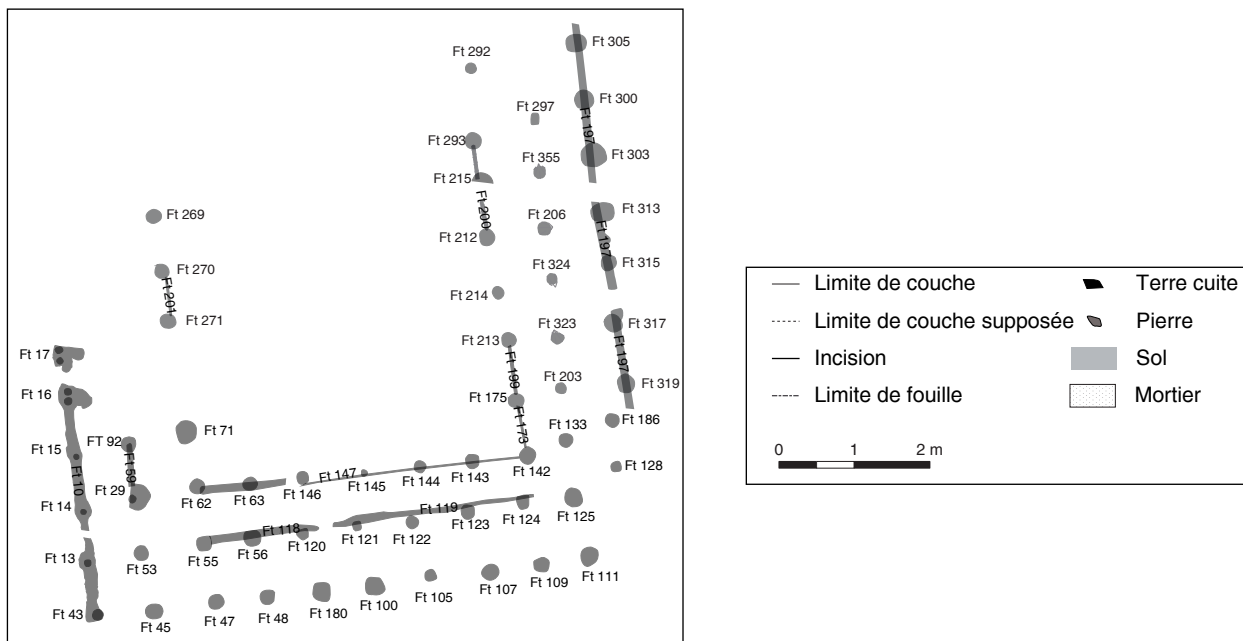 Ft 305
Ft 292
Ft 300
Ft 297
Ft 197
Ft 293
Ft 303
Ft 355
Ft 215
Ft 269
Ft 200
Ft 206
Ft 313
Ft 212
Ft 197
Ft 270
Ft 324
Ft 315
Ft 201
Ft 214
Ft 271
Ft 323
Ft 317
Ft 213
Ft 17
Ft 197
Ft 199
Ft 203
Ft 319
Ft 16
Ft 175
Ft 186
Ft 173
Ft 133
Ft 71
FT 92
Ft 15
Ft 59
Ft 10
Ft 142
Ft 128
Ft 147
Ft 29
Ft 62
Ft 63
Ft 146
Ft 145
Ft 144
Ft 143
Ft 14
Ft 119
Ft 124
Ft 125
Ft 118
Ft 123
Ft 13
Ft 53
Ft 55
Ft 56
Ft 120
Ft 121
Ft 122
Ft 43
Ft 45
Ft 47
Ft 48
Ft 180
Ft 100
Ft 105
Ft 107
Ft 109
Ft 111
Limite de couche
Terre cuite
Limite de couche supposée
Pierre
Incision
Sol
Limite de fouille
Mortier
0 1 2 m